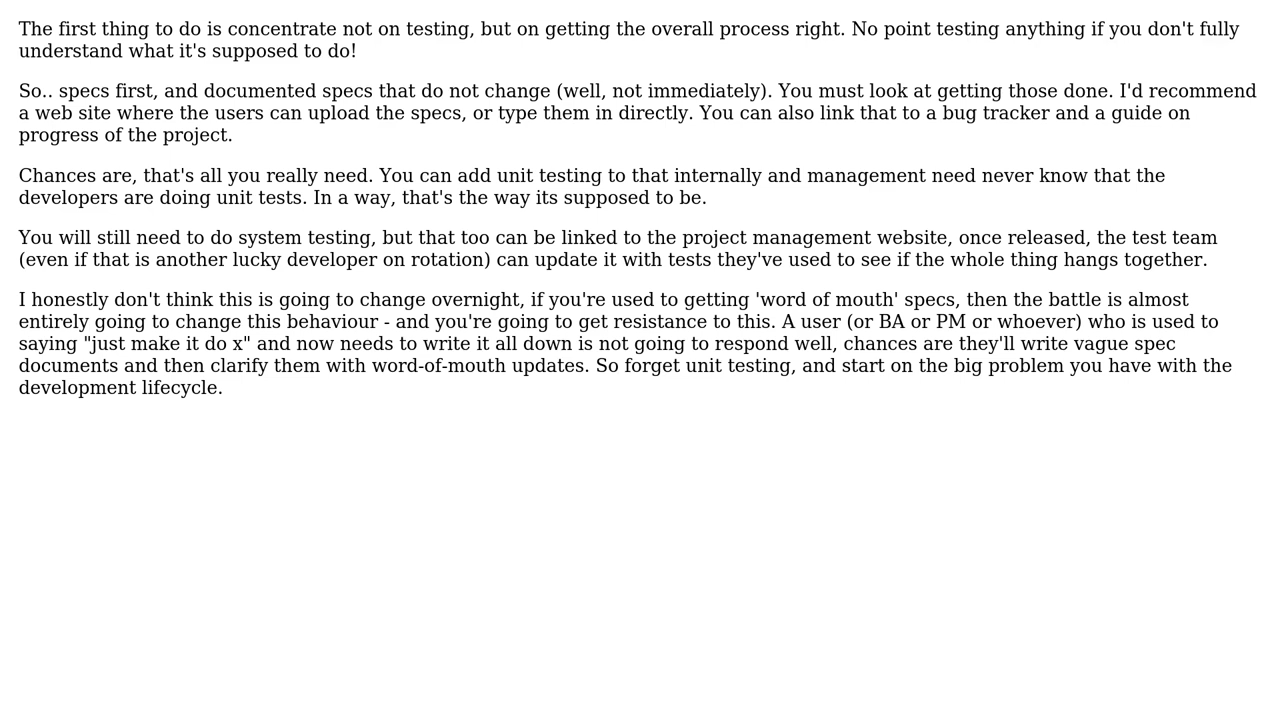 The first thing to do is concentrate not on testing, but on getting the overall process right. No point testing anything if you don't fully
understand what it's supposed to do!
So.. specs first, and documented specs that do not change (well, not immediately). You must look at getting those done. I'd recommend
a web site where the users can upload the specs, or type them in directly. You can also link that to a bug tracker and a guide on
progress of the project.
Chances are, that's all you really need. You can add unit testing to that internally and management need never know that the
developers are doing unit tests. In a way, that's the way its supposed to be.
You will still need to do system testing, but that too can be linked to the project management website, once released, the test team
(even if that is another lucky developer on rotation) can update it with tests they've used to see if the whole thing hangs together.
I honestly don't think this is going to change overnight, if you're used to getting 'word of mouth' specs, then the battle is almost
entirely going to change this behaviour - and you're going to get resistance to this. A user (or BA or PM or whoever) who is used to
saying "just make it do x" and now needs to write it all down is not going to respond well, chances are they'll write vague spec
documents and then clarify them with word-of-mouth updates. So forget unit testing, and start on the big problem you have with the
development lifecycle.